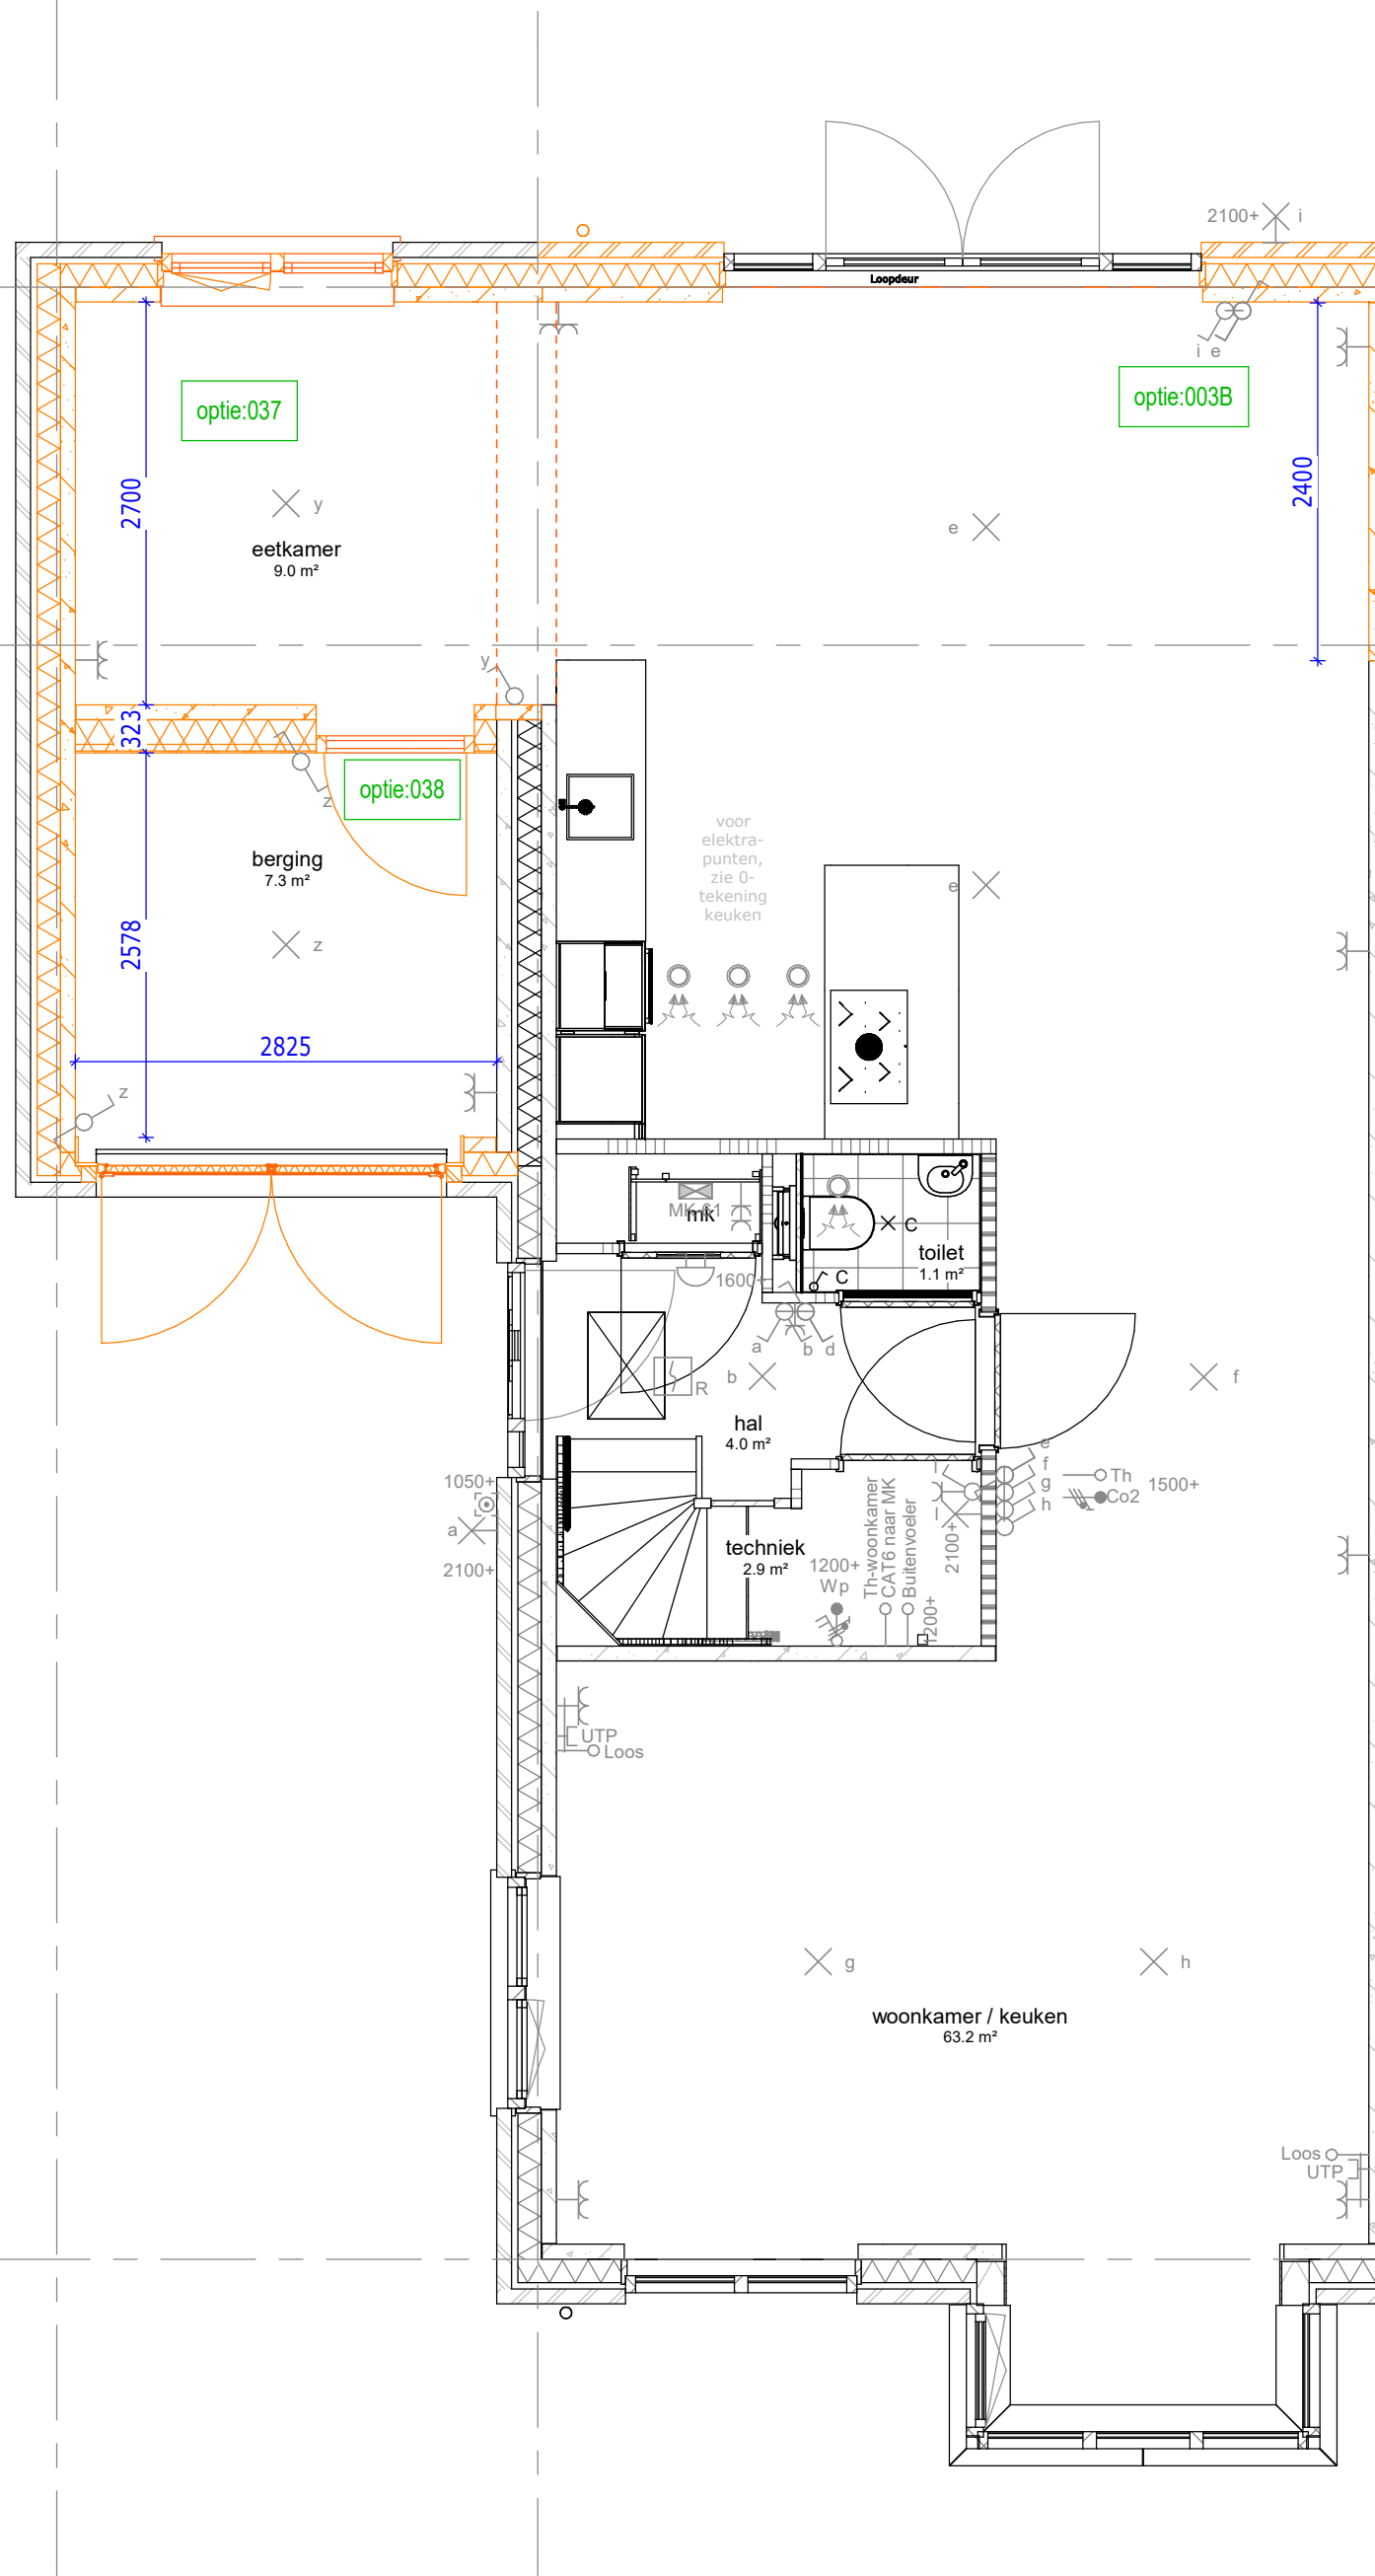 2100+ i
Loopdeur
i e
optie:037
optie:003B
2700
2400
y
eetkamer
9.0 m²
e
y
323
z
optie:038
voor
elektra-
punten,
zie 0-
tekening
keuken
berging
7.3 m²
e
2578
z
2825
z
MK-61
mk
C
toilet
1.1 m²
C
1600+
a b d
b
R
f
hal
4.0 m²
e
f
g
h
Th
Co2
1500+
1050+
a
2100+
techniek
2.9 m²
1200+
Wp
Th-woonkamer
CAT6 naar MK
Buitenvoeler
1200+
2100+
UTP
Loos
g
h
woonkamer / keuken
63.2 m²
Loos
UTP